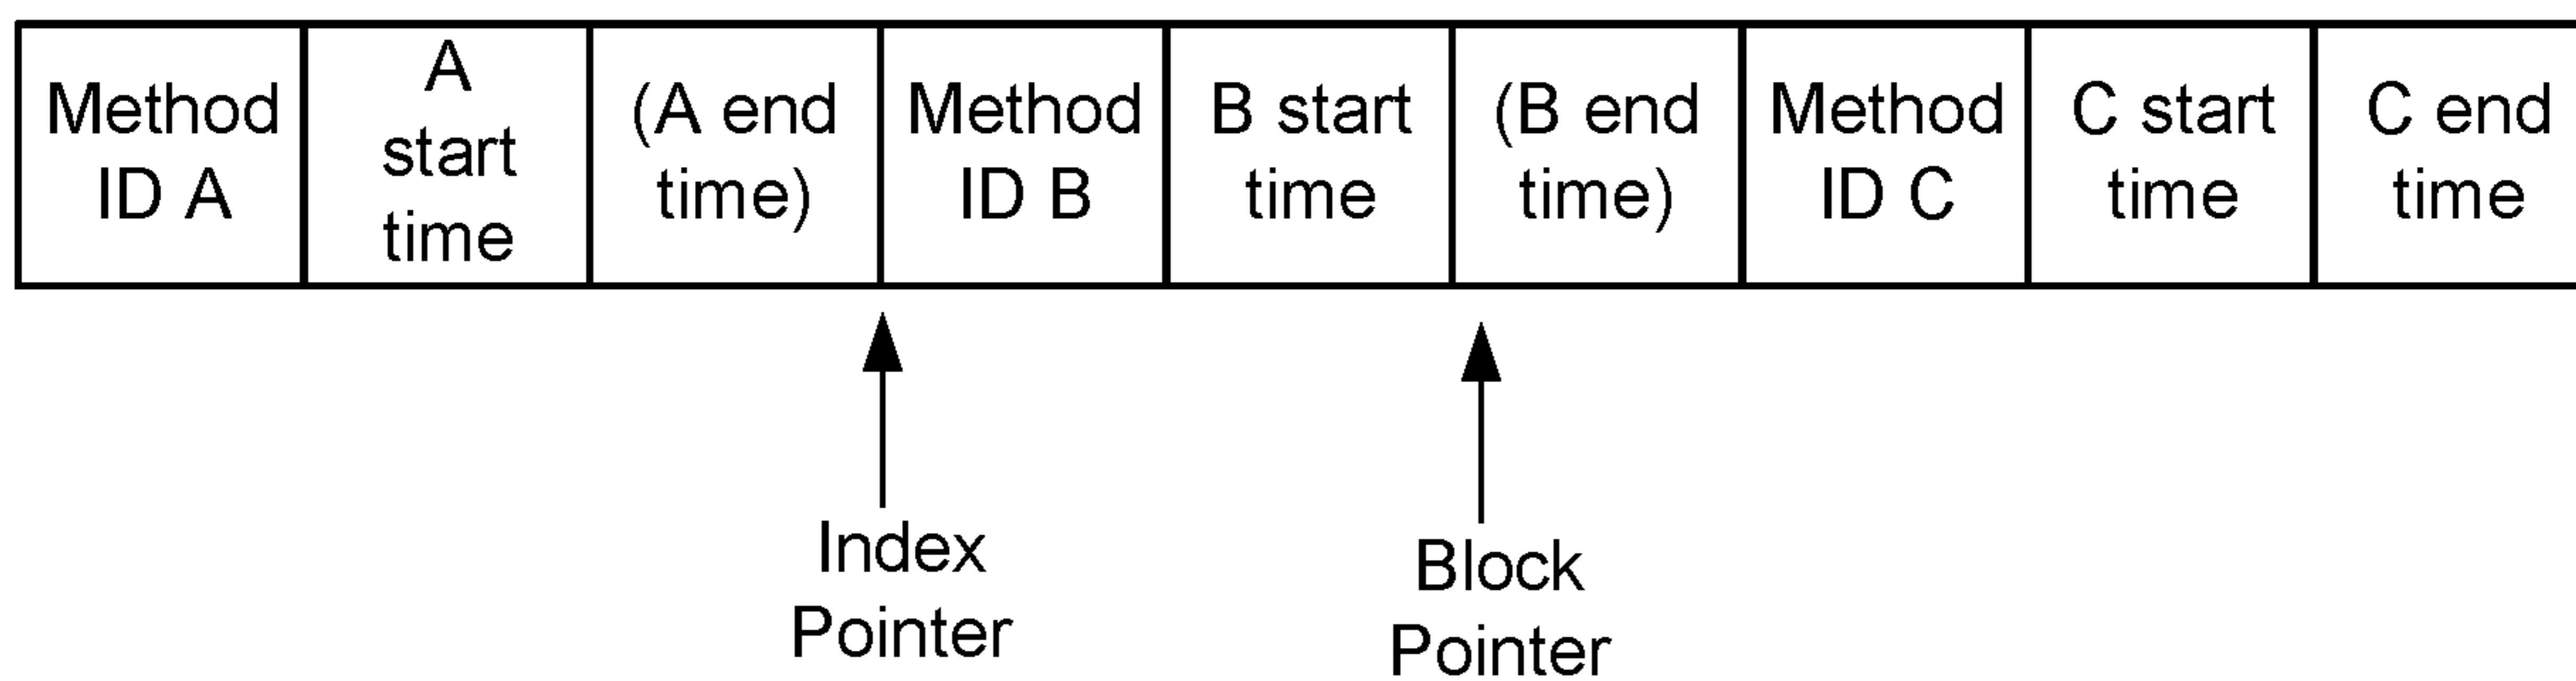 Method
ID A
A
start
time
(A end
time)
Method
ID B
B start
time
(B end
time)
Method
ID C
C start
time
C end
time
Index
Pointer
Block
Pointer